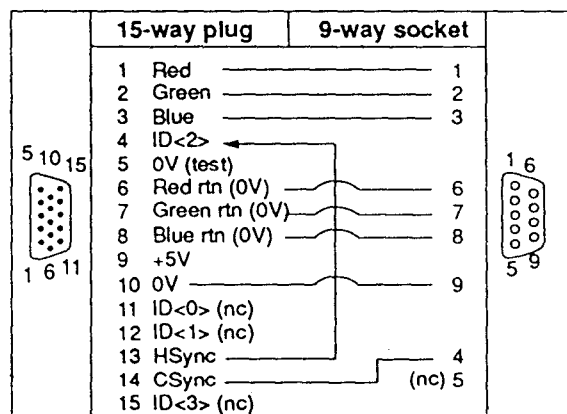 15-way plug 9-way socket
1 Red 1
2 Green 2
3 Blue 3
4 ID<2>
5 0V (test)
6 Red rtn (0V) 6
7 Green rtn (0V) 7
8 Blue rtn (0V) 8
9 +5V
10 0V 9
11 ID<0> (nc)
12 ID<1> (nc)
13 HSync 4
14 CSync (nc) 5
15 ID<3> (nc)
5 10 15
1 6 11
1 6
5 9